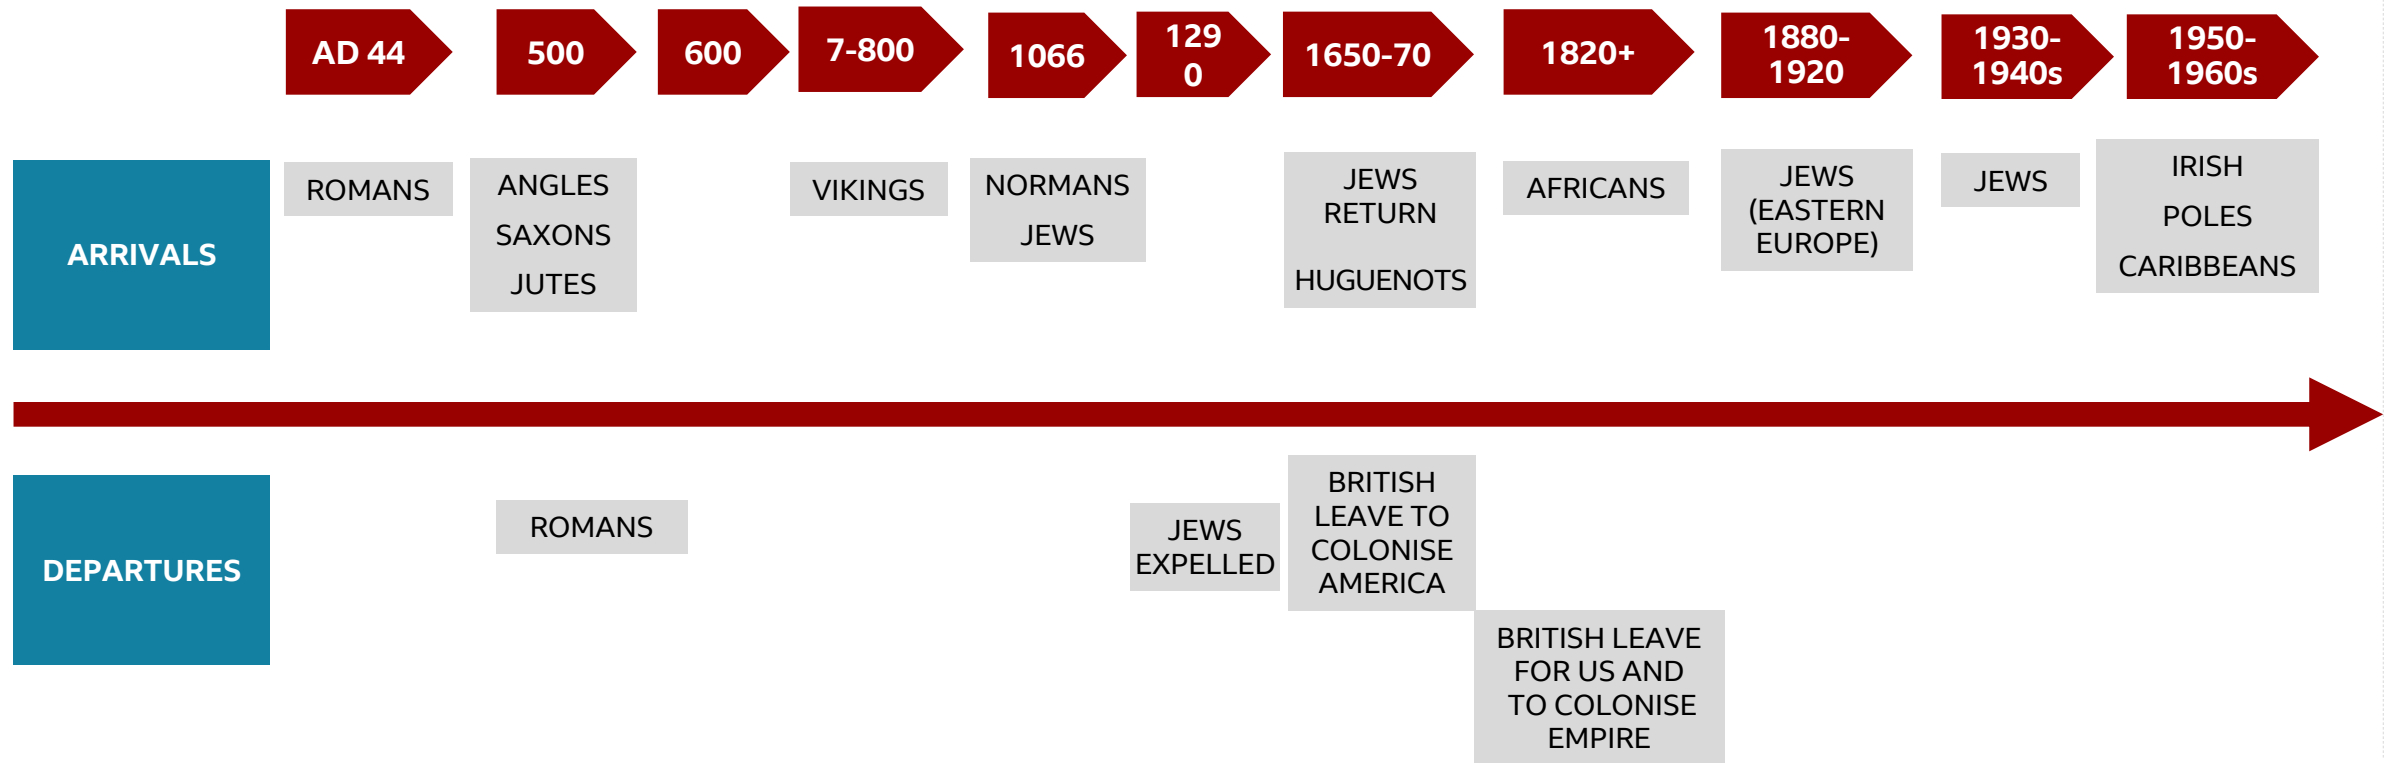 AD 44
500
600
7-800
1066
129
0
1650-70
1820+
1880-
1920
1930-
1940s
1950-
1960s
ARRIVALS
ROMANS
ANGLES
SAXONS
JUTES
VIKINGS
NORMANS
JEWS
JEWS
RETURN
HUGUENOTS
AFRICANS
JEWS
(EASTERN
EUROPE)
JEWS
IRISH
POLES
CARIBBEANS
DEPARTURES
ROMANS
JEWS
EXPELLED
BRITISH
LEAVE TO
COLONISE
AMERICA
BRITISH LEAVE
FOR US AND
TO COLONISE
EMPIRE